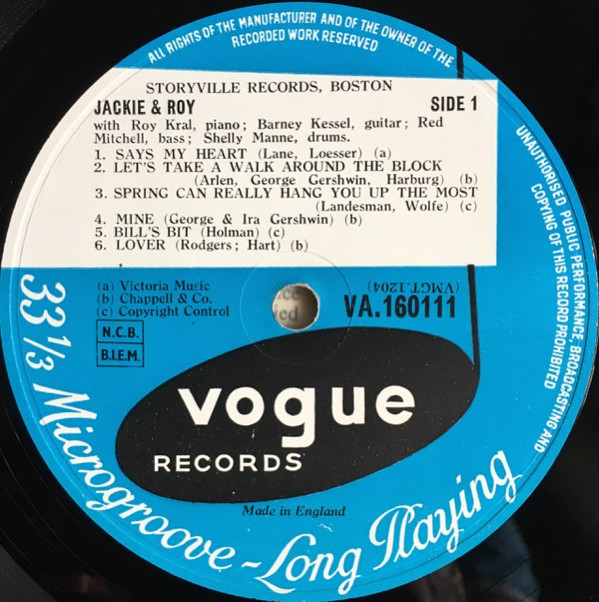 ALL RIGHTS OF THE MANUFACTURER AND OF THE OWNER OF THE
RECORDED WORK RESERVED
STORYVILLE RECORDS, BOSTON
JACKIE & ROY SIDE 1
with Roy Kral, piano; Barney Kessel, guitar; Red
Mitchell, bass; Shelly Manne, drums.
1. SAYS MY HEART (Lane, Loesser) (a)
2. LET'S TAKE A WALK AROUND THE BLOCK
(Arlen, George Gershwin, Harburg) (b)
3. SPRING CAN REALLY HANG YOU UP THE MOST
(Landesman, Wolfe) (c)
4. MINE (George & Ira Gershwin) (b)
5. BILL'S BIT (Holman) (c)
6. LOVER (Rodgers; Hart) (b)
UNAUTHORISED PUBLIC PERFORMANCE, BROADCASTING AND
COPYING OF THIS RECORD PROHIBITED
(a) Victoria Music
(b) Chappell & Co.
(c) Copyright Control
(VMGT.1204)
VA.160111
N.C.B.
B.I.E.M.
vogue
RECORDS
Made in England
33 1/3 Microgroove - Long Playing